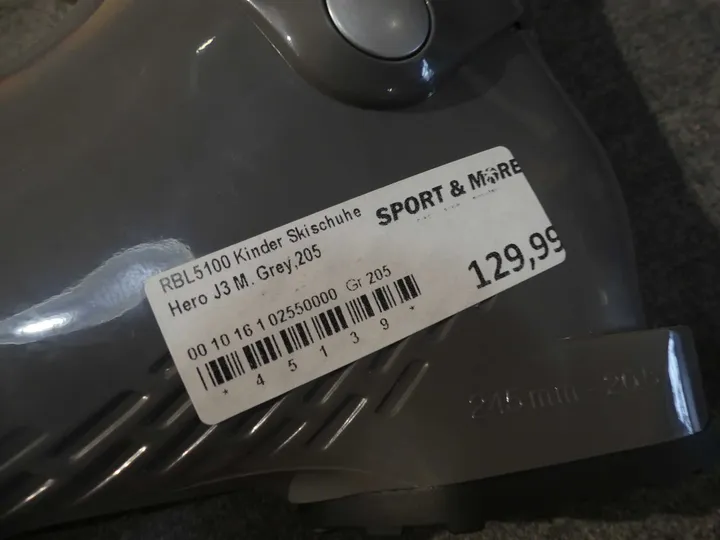 SPORT & MORE
RBL5100 Kinder Skischuhe
Hero J3 M. Grey,205
129,99
00 10 16 1 02550000 Gr 205
* 4 5 1 3 9 *